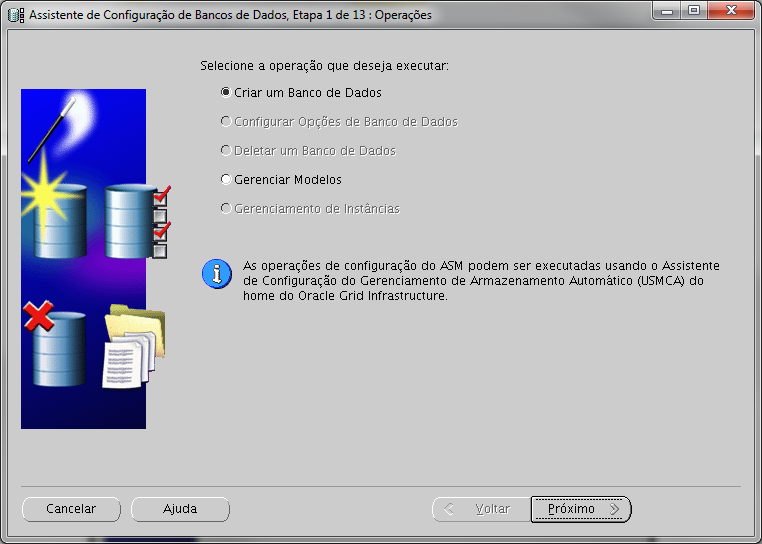 Assistente de Configuração de Bancos de Dados, Etapa 1 de 13 : Operações
Selecione a operação que deseja executar:
Criar um Banco de Dados
Configurar Opções de Banco de Dados
Deletar um Banco de Dados
Gerenciar Modelos
Gerenciamento de Instâncias
As operações de configuração do ASM podem ser executadas usando o Assistente
de Configuração do Gerenciamento de Armazenamento Automático (USMCA) do
home do Oracle Grid Infrastructure.
Cancelar
Ajuda
Voltar
Próximo